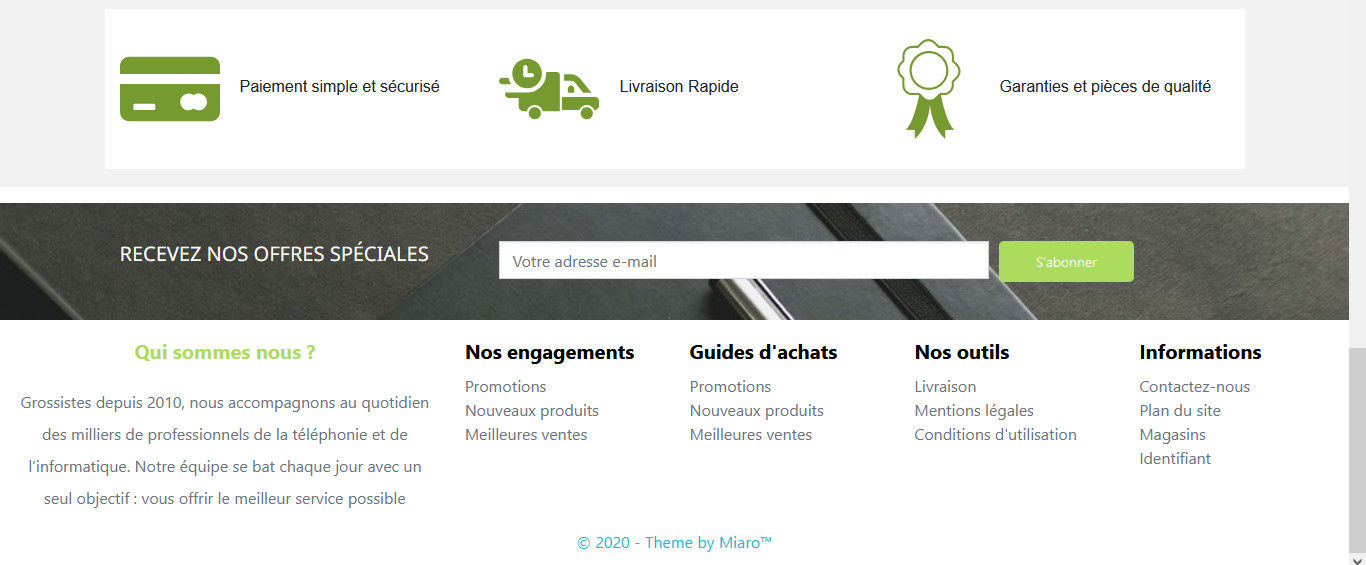 Paiement simple et sécurisé
Livraison Rapide
Garanties et pièces de qualité
RECEVEZ NOS OFFRES SPÉCIALES
Votre adresse e-mail
S'abonner
Qui sommes nous ?
Grossistes depuis 2010, nous accompagnons au quotidien
des milliers de professionnels de la téléphonie et de
l’informatique. Notre équipe se bat chaque jour avec un
seul objectif : vous offrir le meilleur service possible
Nos engagements
Promotions
Nouveaux produits
Meilleures ventes
Guides d'achats
Promotions
Nouveaux produits
Meilleures ventes
Nos outils
Livraison
Mentions légales
Conditions d'utilisation
Informations
Contactez-nous
Plan du site
Magasins
Identifiant
© 2020 - Theme by Miaro™